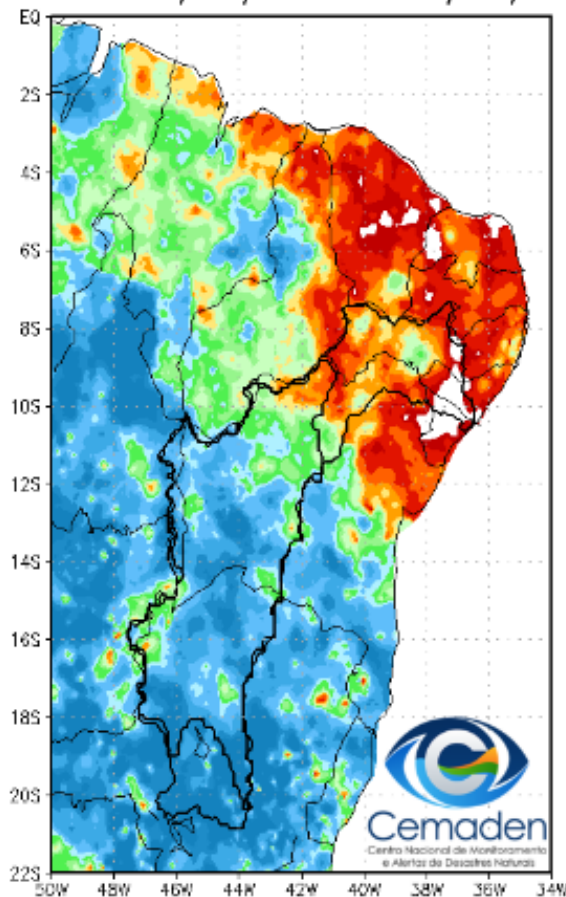 EQ
2S
4S
6S
8S
10S
12S
14S
16S
18S
20S
22S
Cemaden
Centro Nacional de Monitoramento
e Alertas de Desastres Naturais
50W 48W 46W 44W 42W 40W 38W 36W 34W